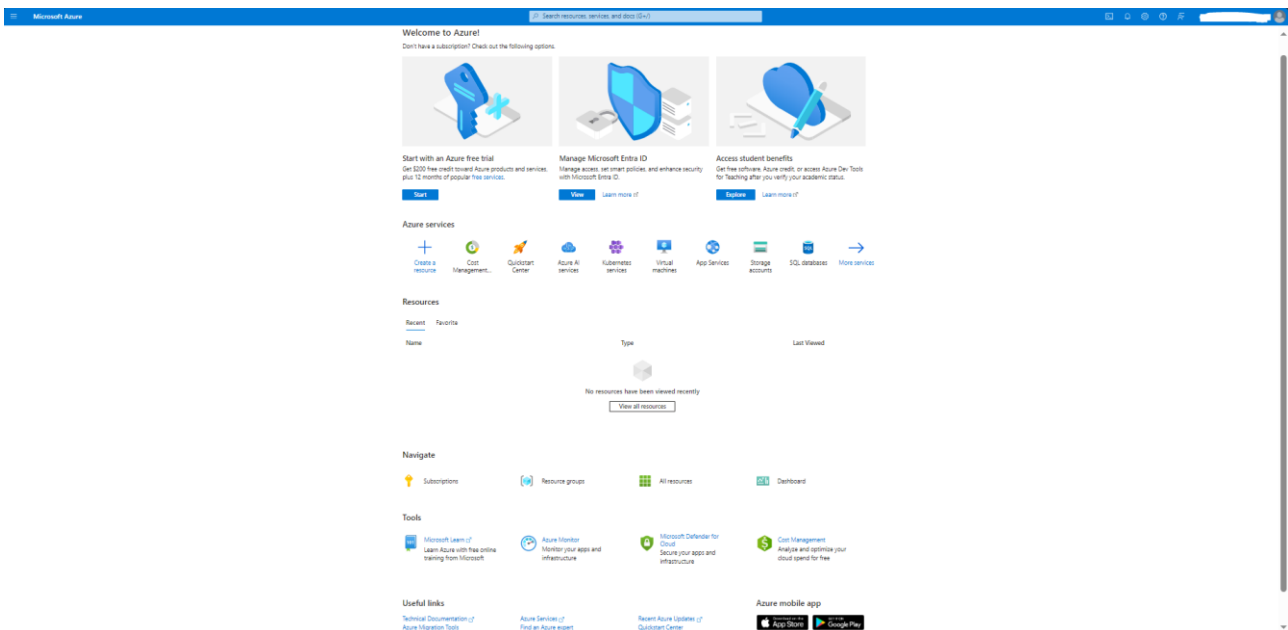 Microsoft Azure
Search resources, services, and docs (G+/)
Welcome to Azure!
Don't have a subscription? Check out the following options.
Start with an Azure free trial
Get $200 free credit toward Azure products and services,
plus 12 months of popular free services.
Start
Manage Microsoft Entra ID
Manage access, set smart policies, and enhance security
with Microsoft Entra ID.
View
Learn more
Access student benefits
Get free software, Azure credit, or access Azure Dev Tools
for Teaching after you verify your academic status.
Explore
Learn more
Azure services
Create a
resource
Cost
Management...
Quickstart
Center
Azure AI
services
Kubernetes
services
Virtual
machines
App Services
Storage
accounts
SQL databases
More services
Resources
Recent Favorite
Name Type Last Viewed
No resources have been viewed recently
View all resources
Navigate
Subscriptions
Resource groups
All resources
Dashboard
Tools
Microsoft Learn
Learn Azure with free online
training from Microsoft
Azure Monitor
Monitor your apps and
infrastructure
Microsoft Defender for
Cloud
Secure your apps and
infrastructure
Cost Management
Analyze and optimize your
cloud spend for free
Useful links
Technical Documentation
Azure Migration Tools
Azure Services
Find an Azure expert
Recent Azure Updates
Quickstart Center
Azure mobile app
App Store
Google Play